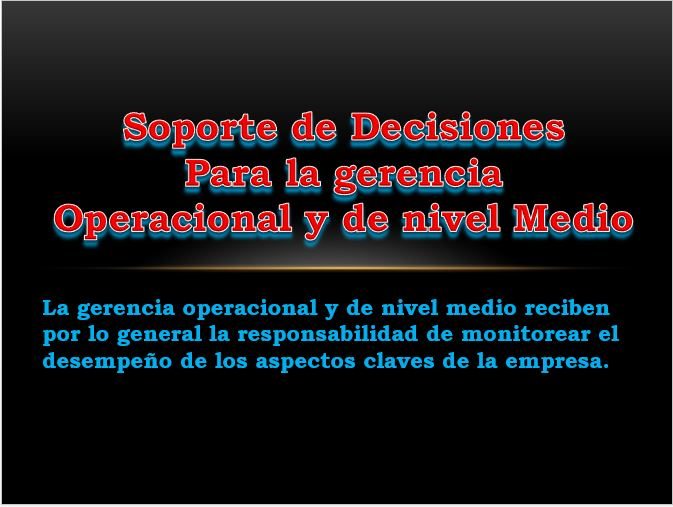 Soporte de Decisiones
Para la gerencia
Operacional y de nivel Medio
La gerencia operacional y de nivel medio reciben
por lo general la responsabilidad de monitorear el
desempeño de los aspectos claves de la empresa.